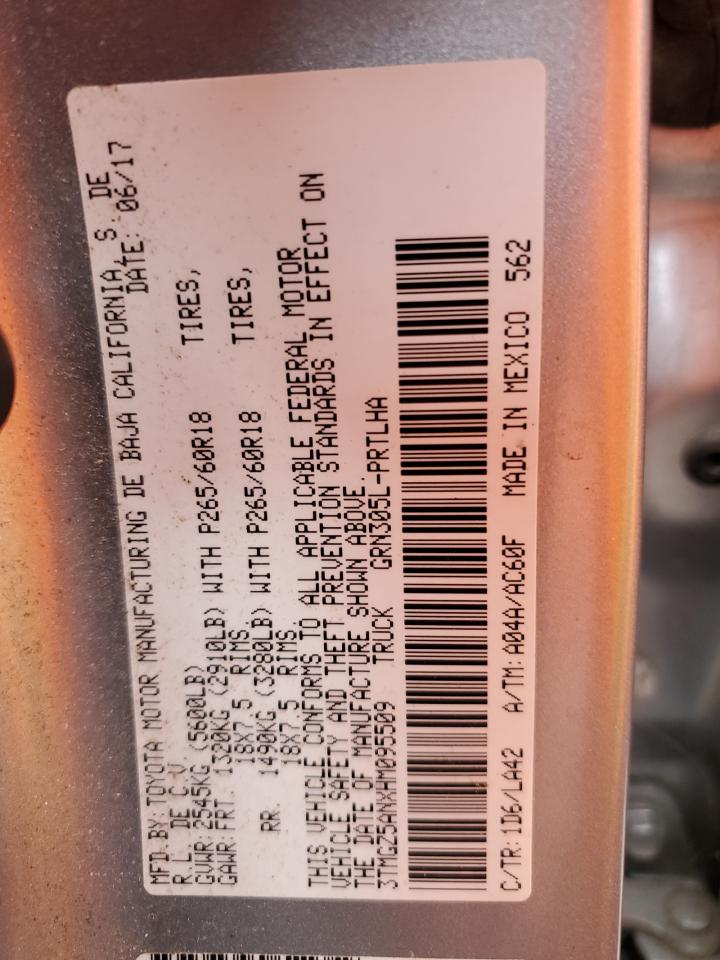 MFD.BY:TOYOTA MOTOR MANUFACTURING DE BAJA CALIFORNIA,S. DE
R.L. DE C.V. DATE: 06/17
GVWR:2545KG (5600LB)
GAWR:FRT. 1320KG (2910LB) WITH P265/60R18 TIRES,
18X7.5 RIMS.
RR. 1490KG (3280LB) WITH P265/60R18 TIRES,
18X7.5 RIMS.
THIS VEHICLE CONFORMS TO ALL APPLICABLE FEDERAL MOTOR
VEHICLE SAFETY AND THEFT PREVENTION STANDARDS IN EFFECT ON
THE DATE OF MANUFACTURE SHOWN ABOVE.
3TMGZ5ANXHM095509 TRUCK GRN305L-PRTLHA
C/TR:1D6/LA42 A/TM:A04A/AC60F MADE IN MEXICO 562